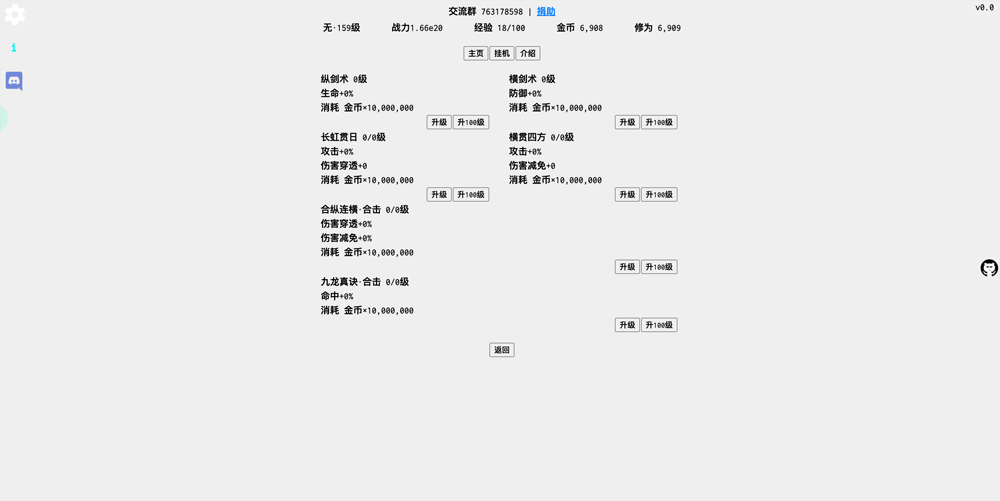 交流群 763178598 | 捐助
v0.0
无·159级 战力1.66e20 经验 18/100 金币 6,908 修为 6,909
主页 挂机 介绍
i
纵剑术 0级
生命+0%
消耗 金币×10,000,000
升级 升100级
横剑术 0级
防御+0%
消耗 金币×10,000,000
升级 升100级
长虹贯日 0/0级
攻击+0%
伤害穿透+0
消耗 金币×10,000,000
升级 升100级
横贯四方 0/0级
攻击+0%
伤害减免+0
消耗 金币×10,000,000
升级 升100级
合纵连横·合击 0/0级
伤害穿透+0%
伤害减免+0%
消耗 金币×10,000,000
升级 升100级
九龙真诀·合击 0/0级
命中+0%
消耗 金币×10,000,000
升级 升100级
返回